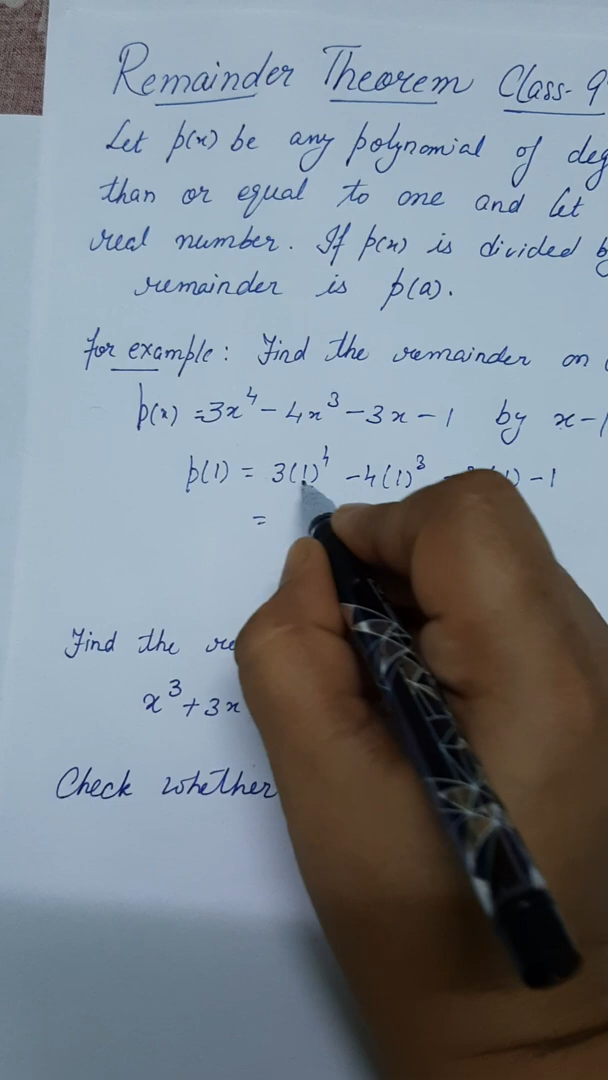 Remainder Theorem Class-9
Let p(x) be any polynomial of deg
than or equal to one and let
real number. If p(x) is divided by
remainder is p(a).
for example: Find the remainder on
p(x) = 3x⁴ - 4x³ - 3x - 1 by x-1
p(1) = 3(1)⁴ - 4(1)³ - 1
=
Find the
x³ + 3x
Check whether